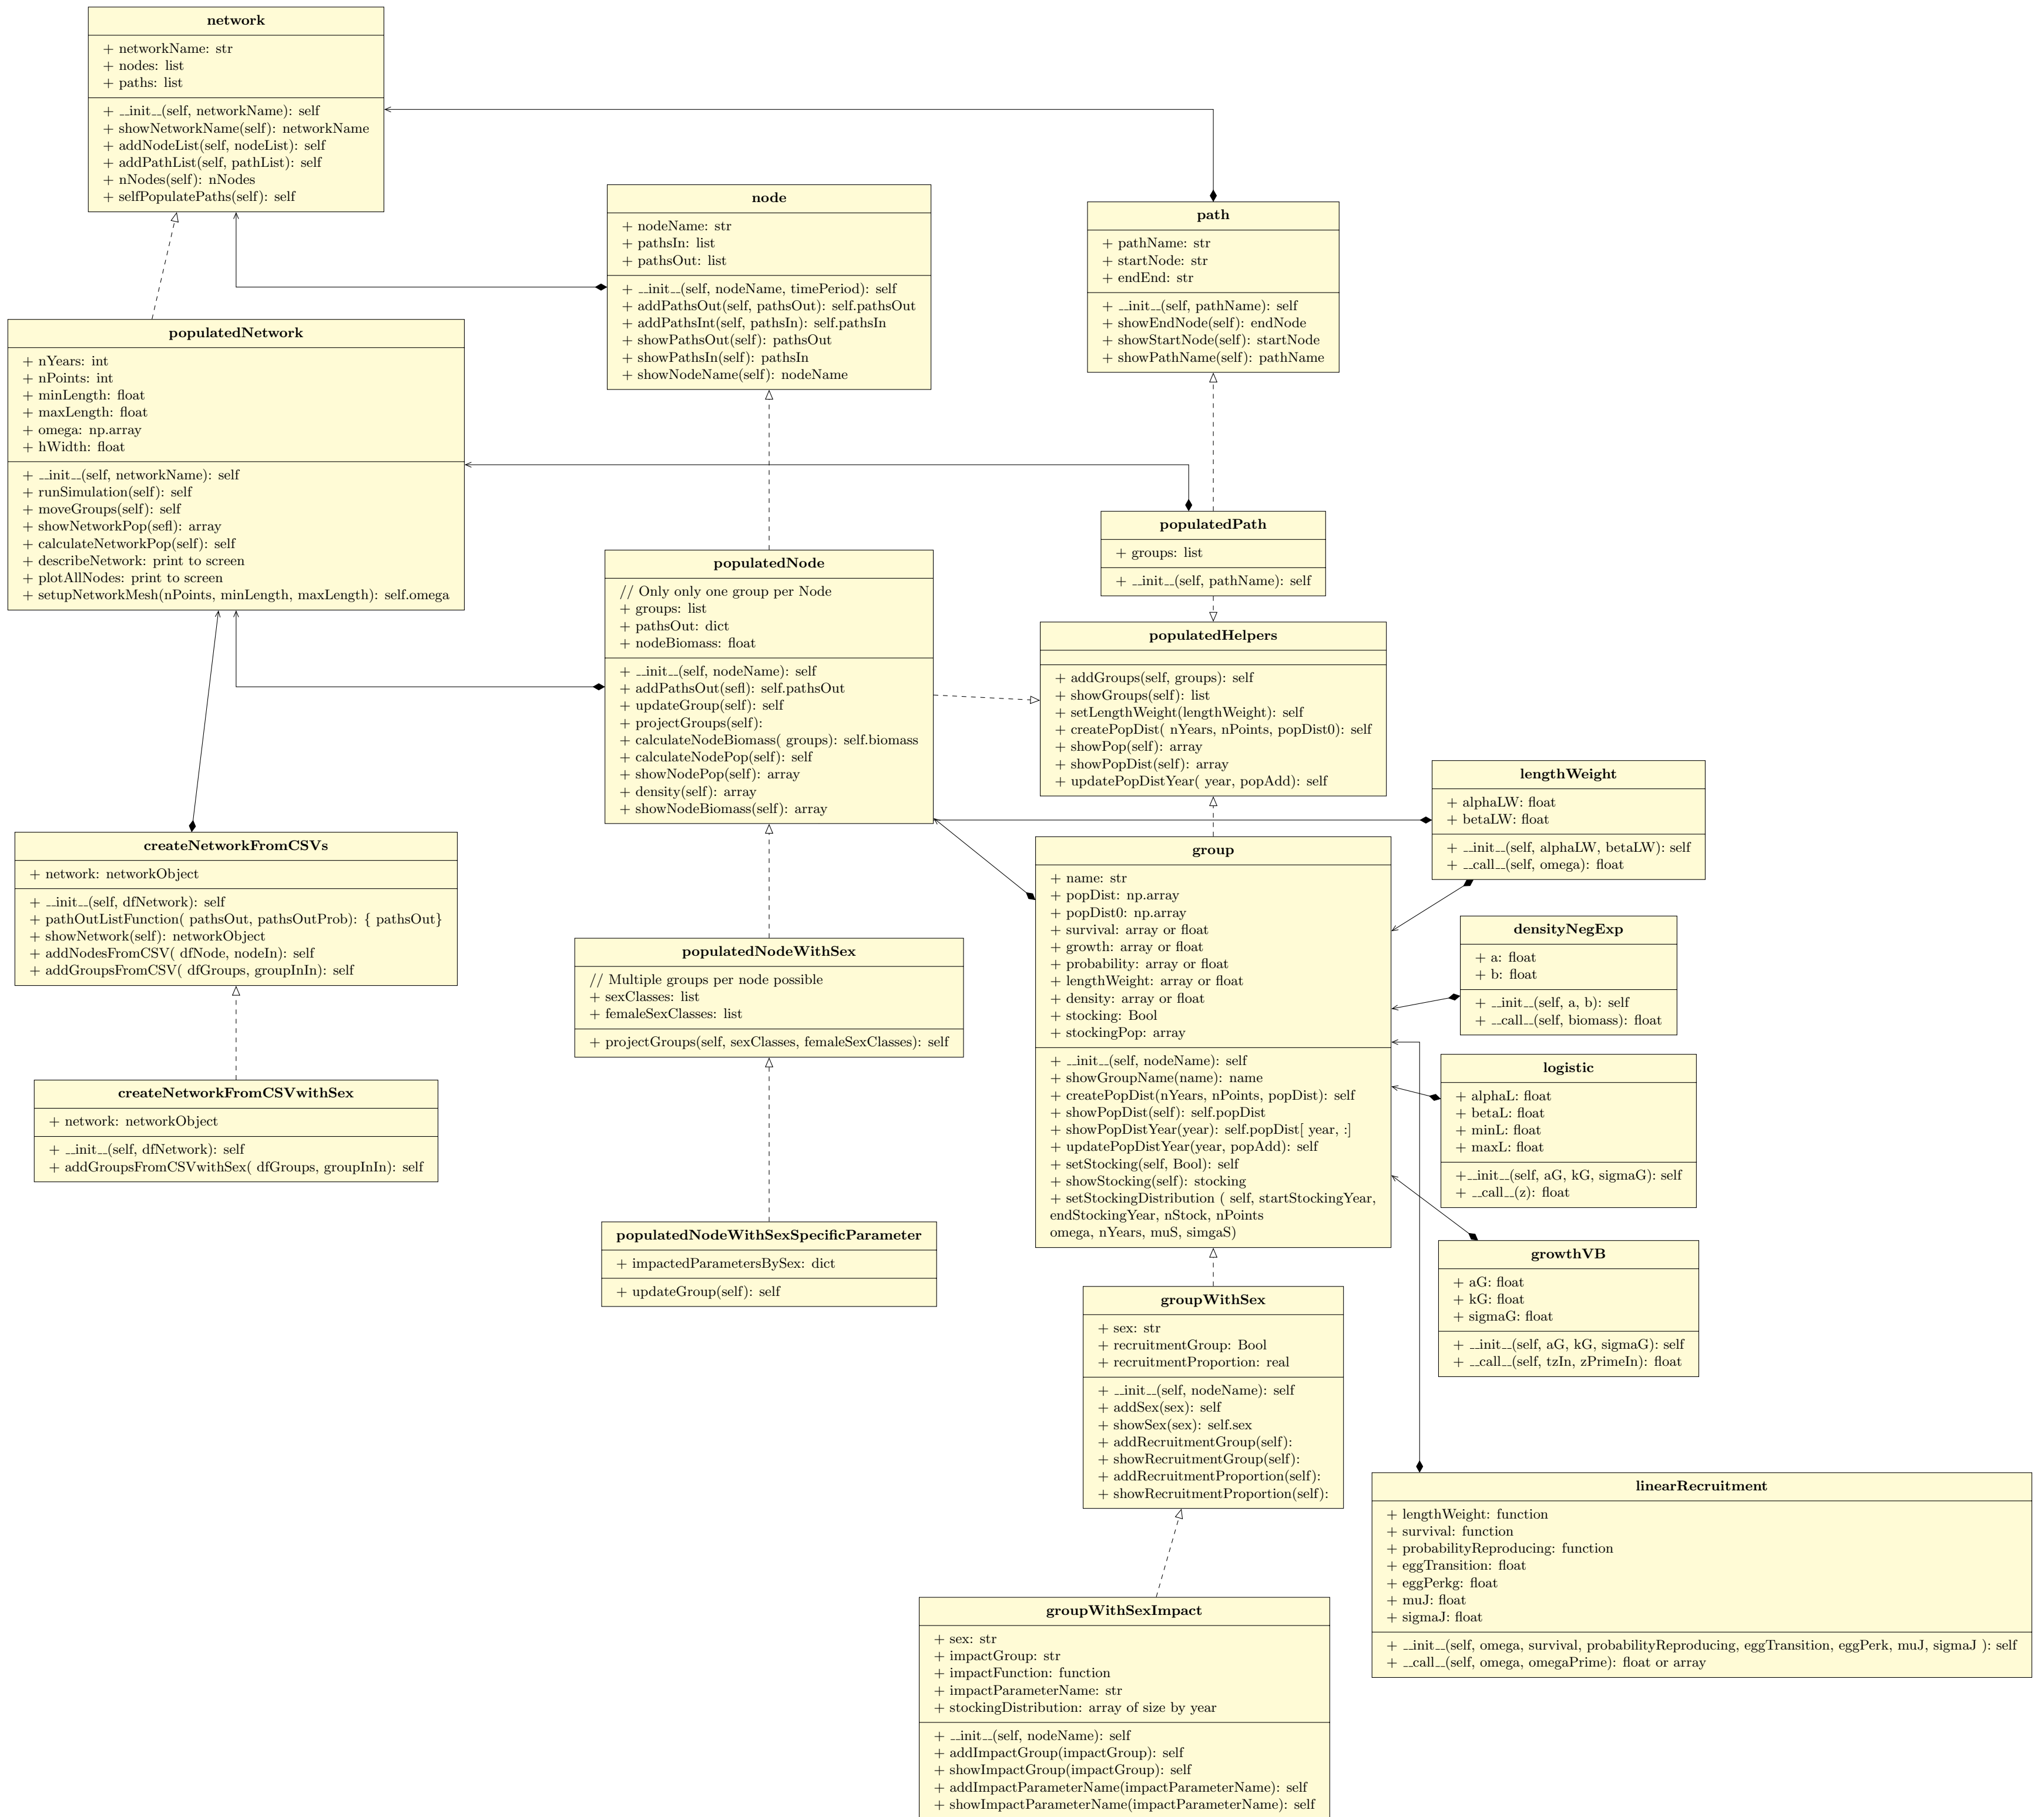 network
+ networkName: str
+ nodes: list
+ paths: list
+ __init__(self, networkName): self
+ showNetworkName(self): networkName
+ addNodeList(self, nodeList): self
+ addPathList(self, pathList): self
+ nNodes(self): nNodes
+ selfPopulatePaths(self): self
node
+ nodeName: str
+ pathsIn: list
+ pathsOut: list
+ __init__(self, nodeName, timePeriod): self
+ addPathsOut(self, pathsOut): self.pathsOut
+ addPathsInt(self, pathsIn): self.pathsIn
+ showPathsOut(self): pathsOut
+ showPathsIn(self): pathsIn
+ showNodeName(self): nodeName
path
+ pathName: str
+ startNode: str
+ endEnd: str
+ __init__(self, pathName): self
+ showEndNode(self): endNode
+ showStartNode(self): startNode
+ showPathName(self): pathName
populatedNetwork
+ nYears: int
+ nPoints: int
+ minLength: float
+ maxLength: float
+ omega: np.array
+ hWidth: float
+ __init__(self, networkName): self
+ runSimulation(self): self
+ moveGroups(self): self
+ showNetworkPop(sefl): array
+ calculateNetworkPop(self): self
+ describeNetwork: print to screen
+ plotAllNodes: print to screen
+ setupNetworkMesh(nPoints, minLength, maxLength): self.omega
populatedPath
+ groups: list
+ __init__(self, pathName): self
populatedNode
// Only only one group per Node
+ groups: list
+ pathsOut: dict
+ nodeBiomass: float
+ __init__(self, nodeName): self
+ addPathsOut(sefl): self.pathsOut
+ updateGroup(self): self
+ projectGroups(self):
+ calculateNodeBiomass( groups): self.biomass
+ calculateNodePop(self): self
+ showNodePop(self): array
+ density(self): array
+ showNodeBiomass(self): array
populatedHelpers
+ addGroups(self, groups): self
+ showGroups(self): list
+ setLengthWeight(lengthWeight): self
+ createPopDist( nYears, nPoints, popDist0): self
+ showPop(self): array
+ showPopDist(self): array
+ updatePopDistYear( year, popAdd): self
lengthWeight
+ alphaLW: float
+ betaLW: float
+ __init__(self, alphaLW, betaLW): self
+ __call__(self, omega): float
createNetworkFromCSVs
+ network: networkObject
+ __init__(self, dfNetwork): self
+ pathOutListFunction( pathsOut, pathsOutProb): { pathsOut}
+ showNetwork(self): networkObject
+ addNodesFromCSV( dfNode, nodeIn): self
+ addGroupsFromCSV( dfGroups, groupInIn): self
group
+ name: str
+ popDist: np.array
+ popDist0: np.array
+ survival: array or float
+ growth: array or float
+ probability: array or float
+ lengthWeight: array or float
+ density: array or float
+ stocking: Bool
+ stockingPop: array
+ __init__(self, nodeName): self
+ showGroupName(name): name
+ createPopDist(nYears, nPoints, popDist): self
+ showPopDist(self): self.popDist
+ showPopDistYear(year): self.popDist[ year, :]
+ updatePopDistYear(year, popAdd): self
+ setStocking(self, Bool): self
+ showStocking(self): stocking
+ setStockingDistribution ( self, startStockingYear,
endStockingYear, nStock, nPoints
omega, nYears, muS, simgaS)
densityNegExp
+ a: float
+ b: float
+ __init__(self, a, b): self
+ __call__(self, biomass): float
populatedNodeWithSex
// Multiple groups per node possible
+ sexClasses: list
+ femaleSexClasses: list
+ projectGroups(self, sexClasses, femaleSexClasses): self
logistic
+ alphaL: float
+ betaL: float
+ minL: float
+ maxL: float
+__init__(self, aG, kG, sigmaG): self
+ __call__(z): float
createNetworkFromCSVwithSex
+ network: networkObject
+ __init__(self, dfNetwork): self
+ addGroupsFromCSVwithSex( dfGroups, groupInIn): self
populatedNodeWithSexSpecificParameter
+ impactedParametersBySex: dict
+ updateGroup(self): self
growthVB
+ aG: float
+ kG: float
+ sigmaG: float
+ __init__(self, aG, kG, sigmaG): self
+ __call__(self, tzIn, zPrimeIn): float
groupWithSex
+ sex: str
+ recruitmentGroup: Bool
+ recruitmentProportion: real
+ __init__(self, nodeName): self
+ addSex(sex): self
+ showSex(sex): self.sex
+ addRecruitmentGroup(self):
+ showRecruitmentGroup(self):
+ addRecruitmentProportion(self):
+ showRecruitmentProportion(self):
linearRecruitment
+ lengthWeight: function
+ survival: function
+ probabilityReproducing: function
+ eggTransition: float
+ eggPerkg: float
+ muJ: float
+ sigmaJ: float
+ __init__(self, omega, survival, probabilityReproducing, eggTransition, eggPerk, muJ, sigmaJ ): self
+ __call__(self, omega, omegaPrime): float or array
groupWithSexImpact
+ sex: str
+ impactGroup: str
+ impactFunction: function
+ impactParameterName: str
+ stockingDistribution: array of size by year
+ __init__(self, nodeName): self
+ addImpactGroup(impactGroup): self
+ showImpactGroup(impactGroup): self
+ addImpactParameterName(impactParameterName): self
+ showImpactParameterName(impactParameterName): self